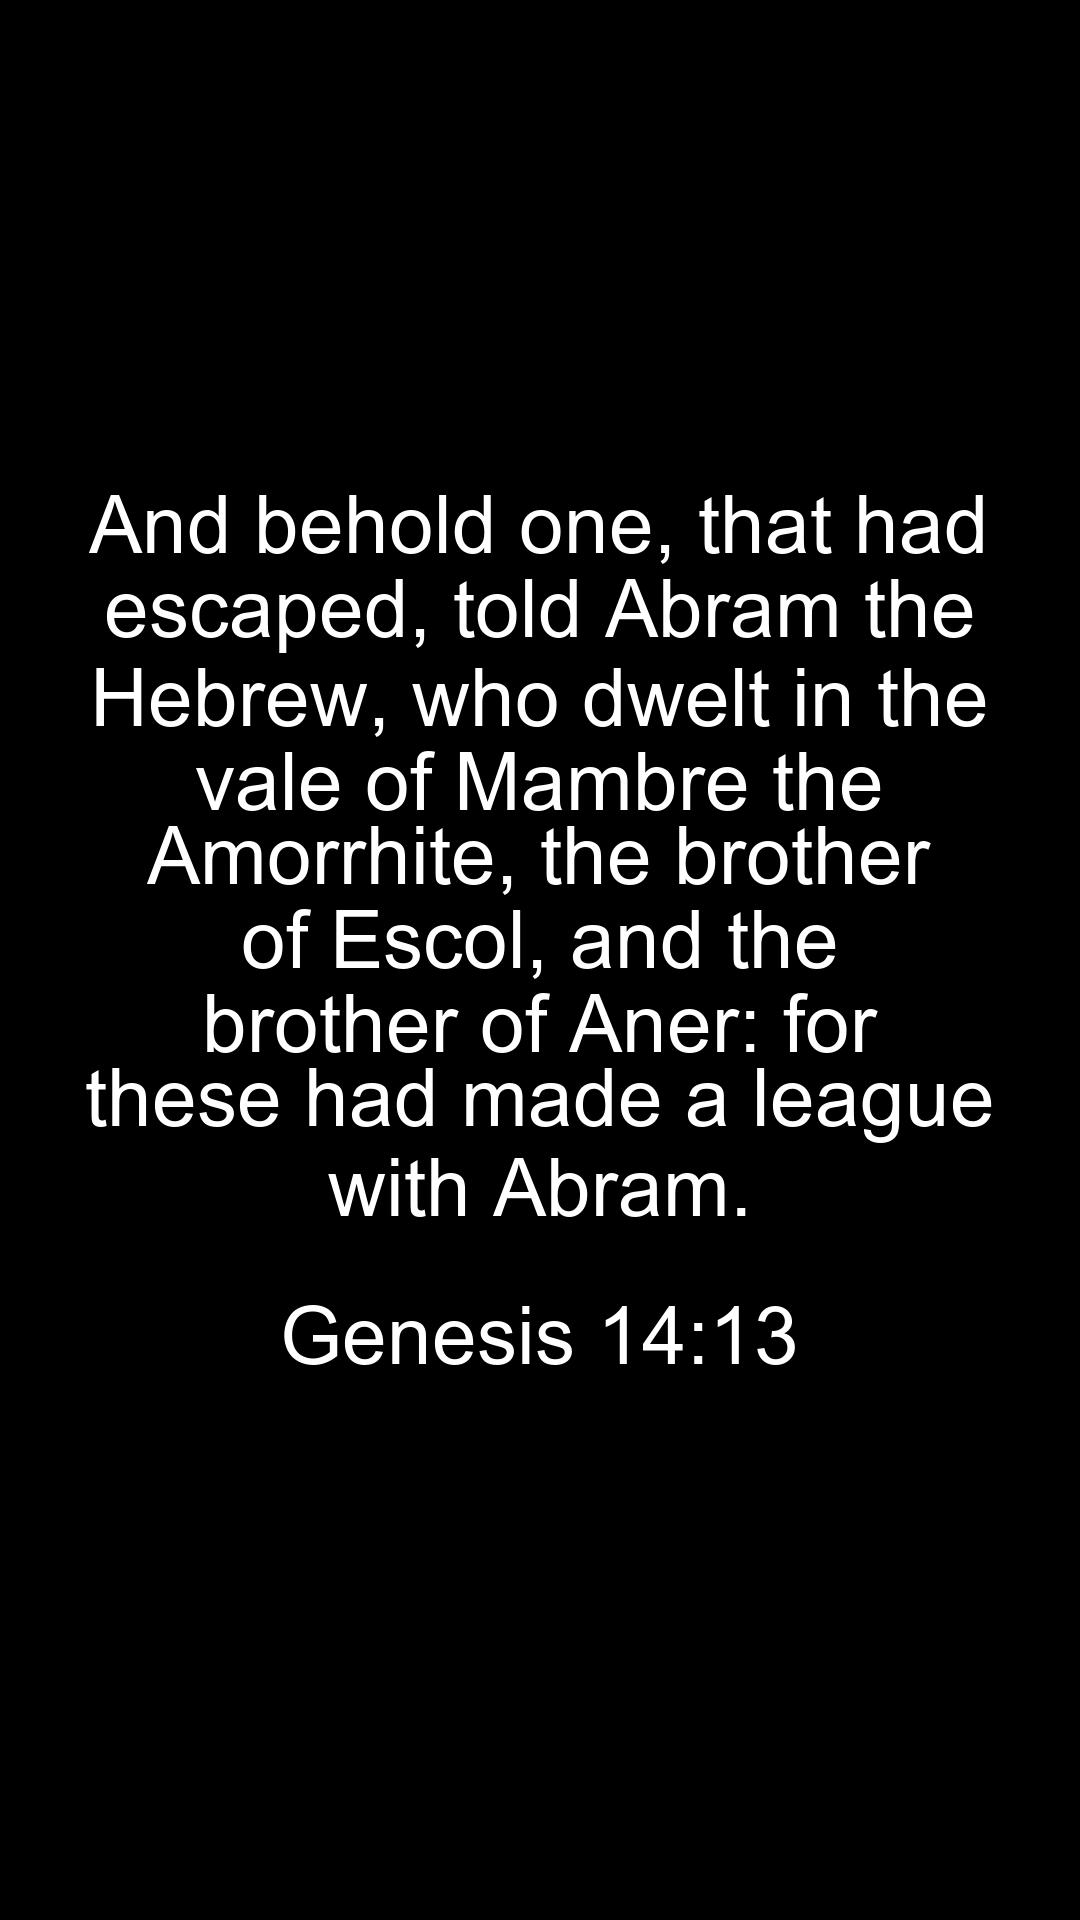 And behold one, that had
escaped, told Abram the
Hebrew, who dwelt in the
vale of Mambre the
Amorrhite, the brother
of Escol, and the
brother of Aner: for
these had made a league
with Abram.
Genesis 14:13